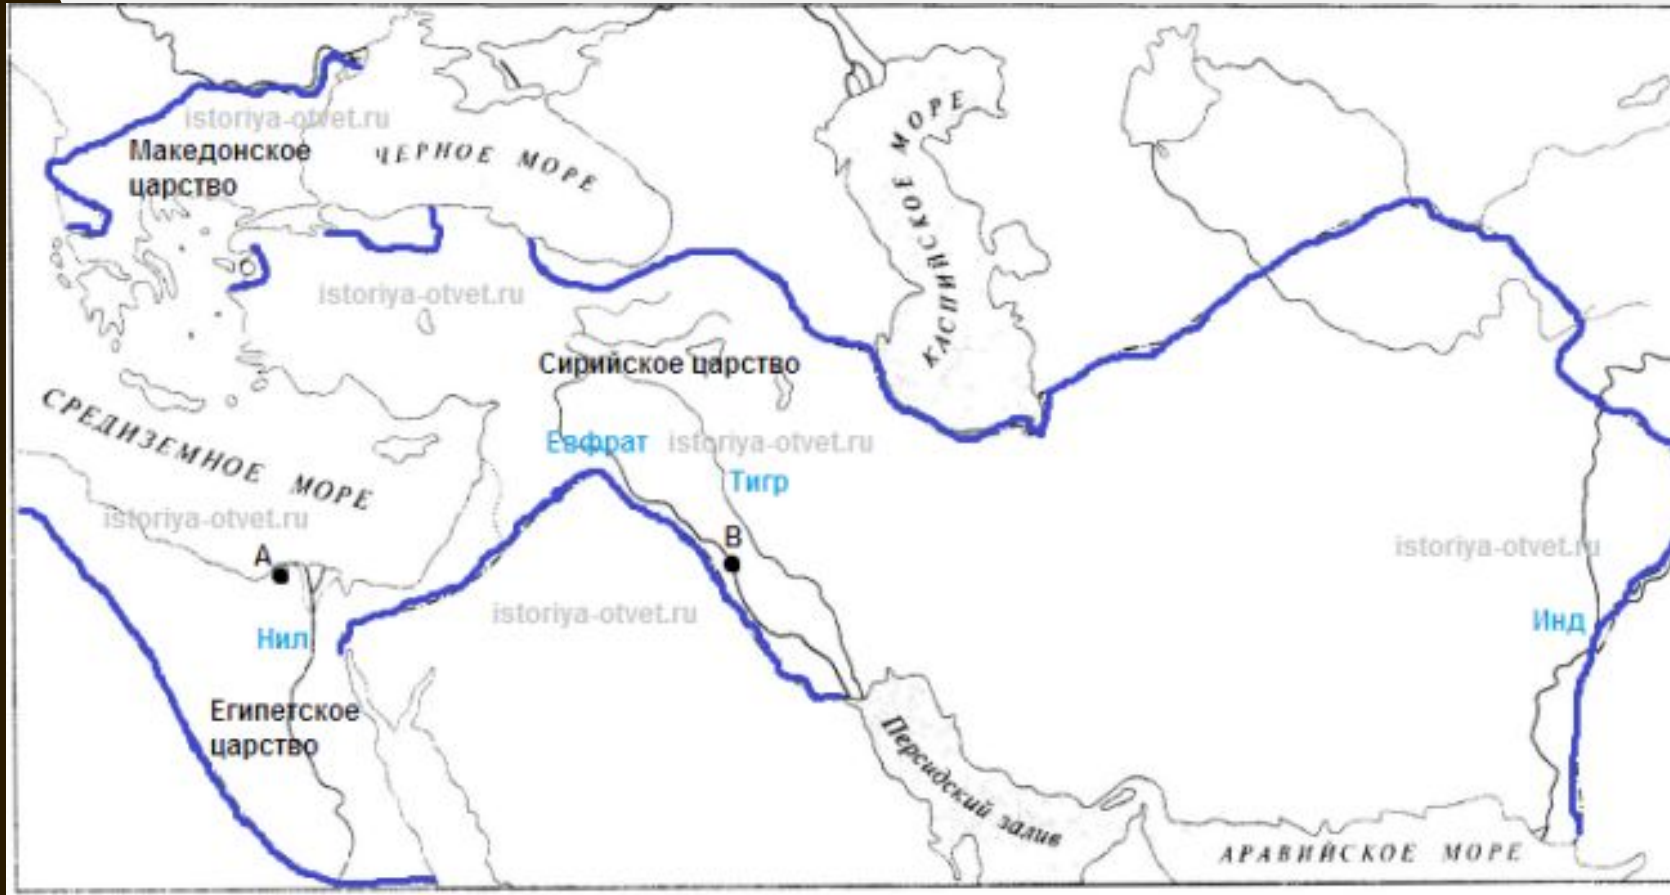 istoriya-otvet.ru
Македонское
царство
ЧЕРНОЕ МОРЕ
КАСПИЙСКОЕ МОРЕ
istoriya-otvet.ru
Сирийское царство
СРЕДИЗЕМНОЕ МОРЕ
Евфрат
istoriya-otvet.ru
Тигр
istoriya-otvet.ru
А
В
istoriya-otvet.ru
istoriya-otvet.ru
Нил
Инд
Египетское
царство
Персидский залив
АРАВИЙСКОЕ МОРЕ